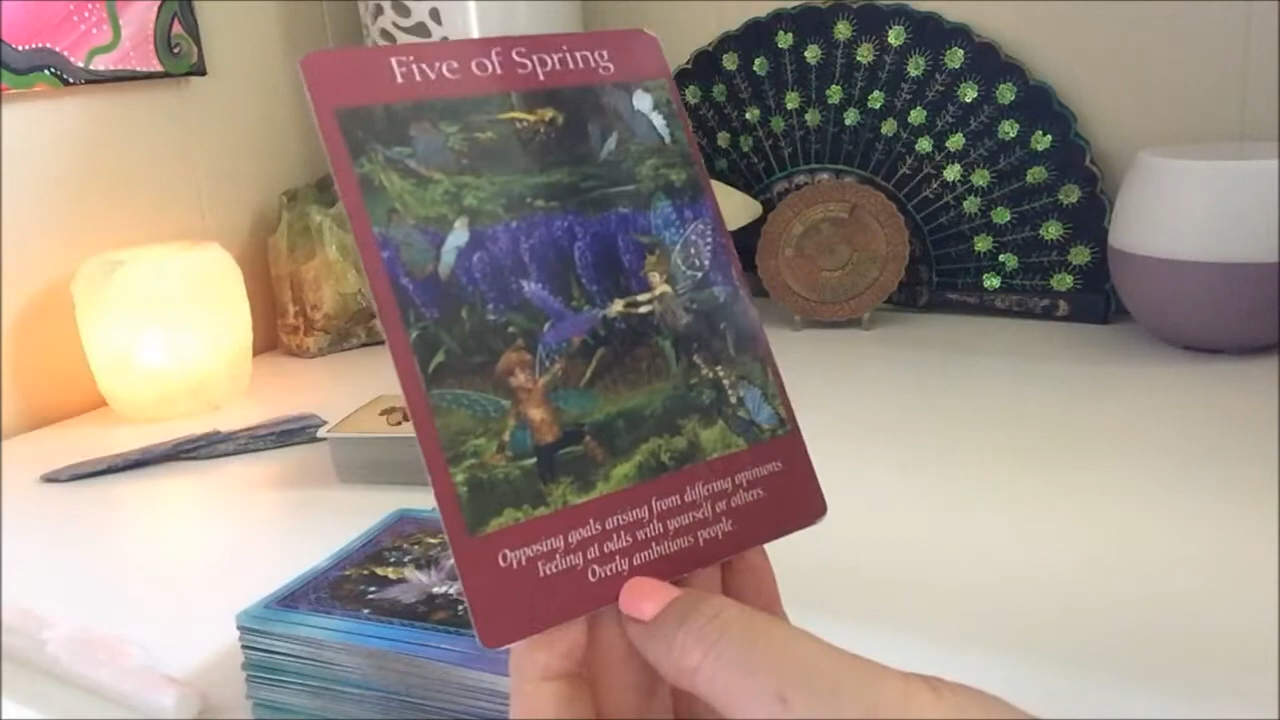 Five of Spring
Opposing goals arising from differing opinions.
Feeling at odds with yourself or others.
Overly ambitious people.